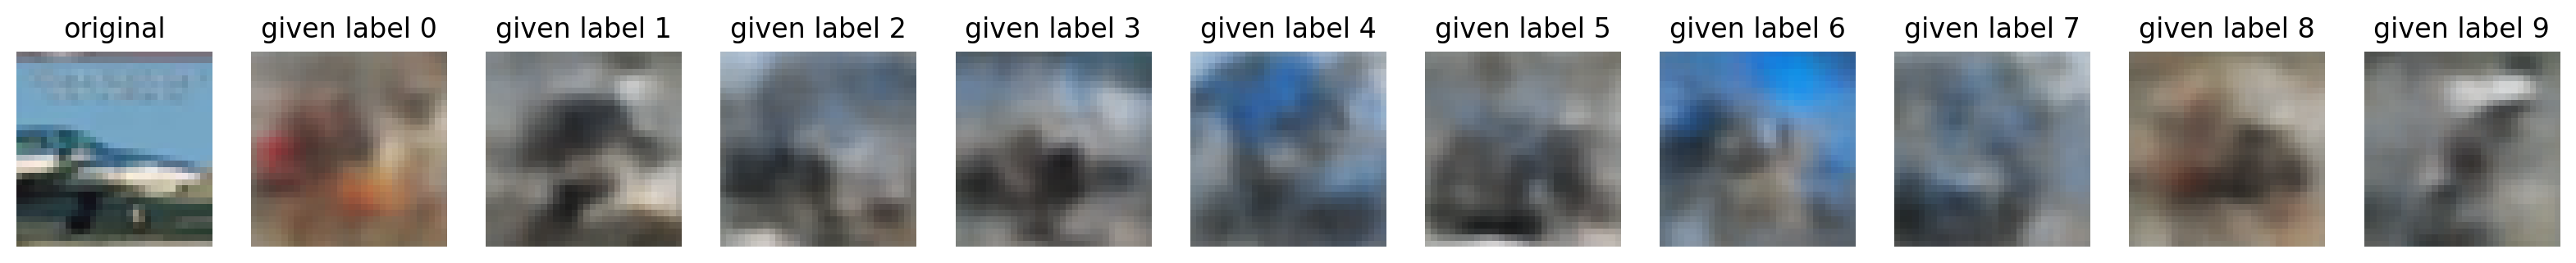 original
given label 0
given label 1
given label 2
given label 3
given label 4
given label 5
given label 6
given label 7
given label 8
given label 9